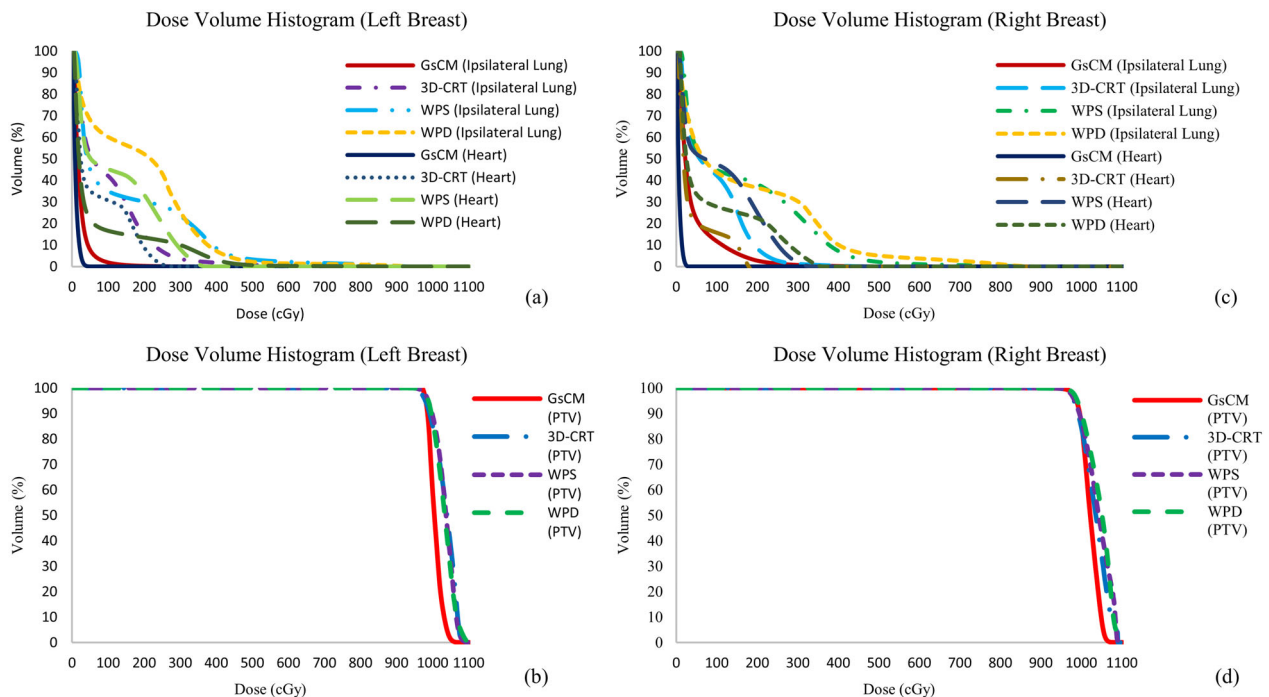 Dose Volume Histogram (Left Breast)
100
90
80
70
60
50
40
30
20
10
0
Volume (%)
0 100 200 300 400 500 600 700 800 900 1000 1100
Dose (cGy)
GsCM (Ipsilateral Lung)
3D-CRT (Ipsilateral Lung)
WPS (Ipsilateral Lung)
WPD (Ipsilateral Lung)
GsCM (Heart)
3D-CRT (Heart)
WPS (Heart)
WPD (Heart)
(a)
Dose Volume Histogram (Right Breast)
100
90
80
70
60
50
40
30
20
10
0
Volume (%)
0 100 200 300 400 500 600 700 800 900 1000 1100
Dose (cGy)
GsCM (Ipsilateral Lung)
3D-CRT (Ipsilateral Lung)
WPS (Ipsilateral Lung)
WPD (Ipsilateral Lung)
GsCM (Heart)
3D-CRT (Heart)
WPS (Heart)
WPD (Heart)
(c)
Dose Volume Histogram (Left Breast)
100
90
80
70
60
50
40
30
20
10
0
Volume (%)
0 100 200 300 400 500 600 700 800 900 1000 1100
Dose (cGy)
GsCM
(PTV)
3D-CRT
(PTV)
WPS
(PTV)
WPD
(PTV)
(b)
Dose Volume Histogram (Right Breast)
100
90
80
70
60
50
40
30
20
10
0
Volume (%)
0 100 200 300 400 500 600 700 800 900 1000 1100
Dose (cGy)
GsCM
(PTV)
3D-CRT
(PTV)
WPS
(PTV)
WPD
(PTV)
(d)